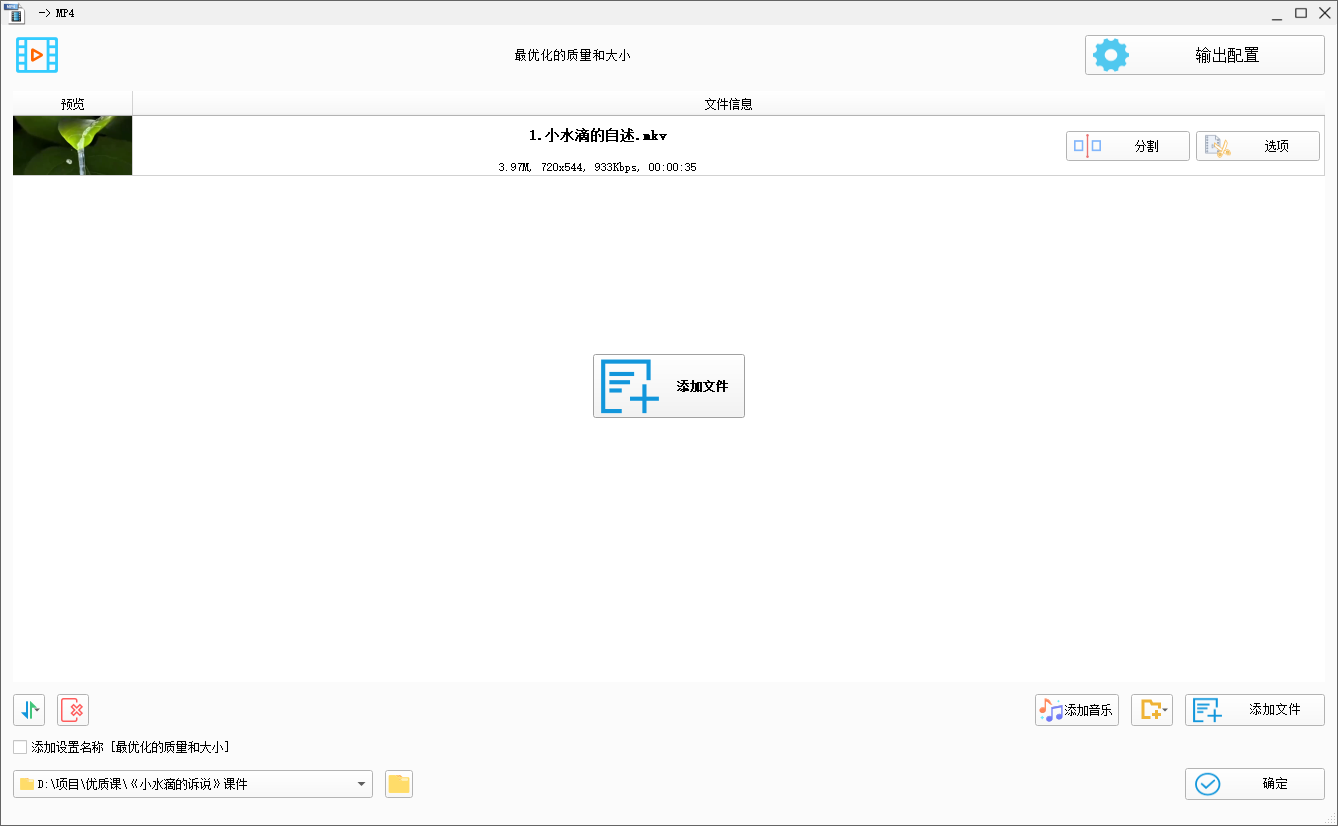 -> MP4
最优化的质量和大小
输出配置
预览
文件信息
1.小水滴的自述.mkv
3.97M, 720x544, 933Kbps, 00:00:35
分割
选项
添加文件
添加音乐
添加文件
添加设置名称 [最优化的质量和大小]
D:\项目\优质课\《小水滴的诉说》课件
确定